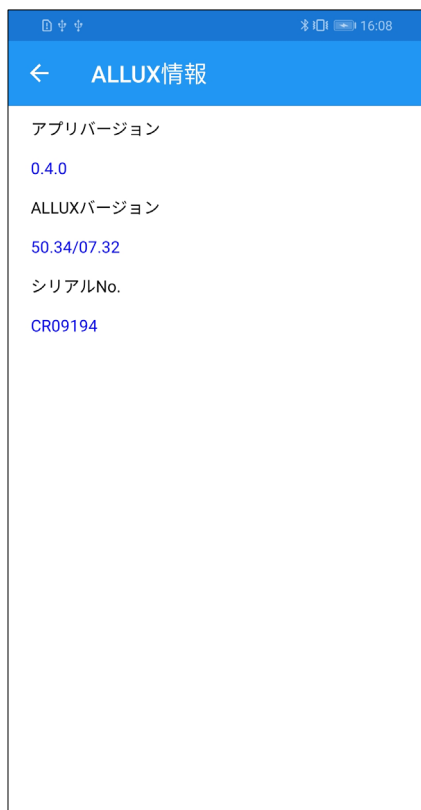 16:08
ALLUX情報
アプリバージョン
0.4.0
ALLUXバージョン
50.34/07.32
シリアルNo.
CR09194